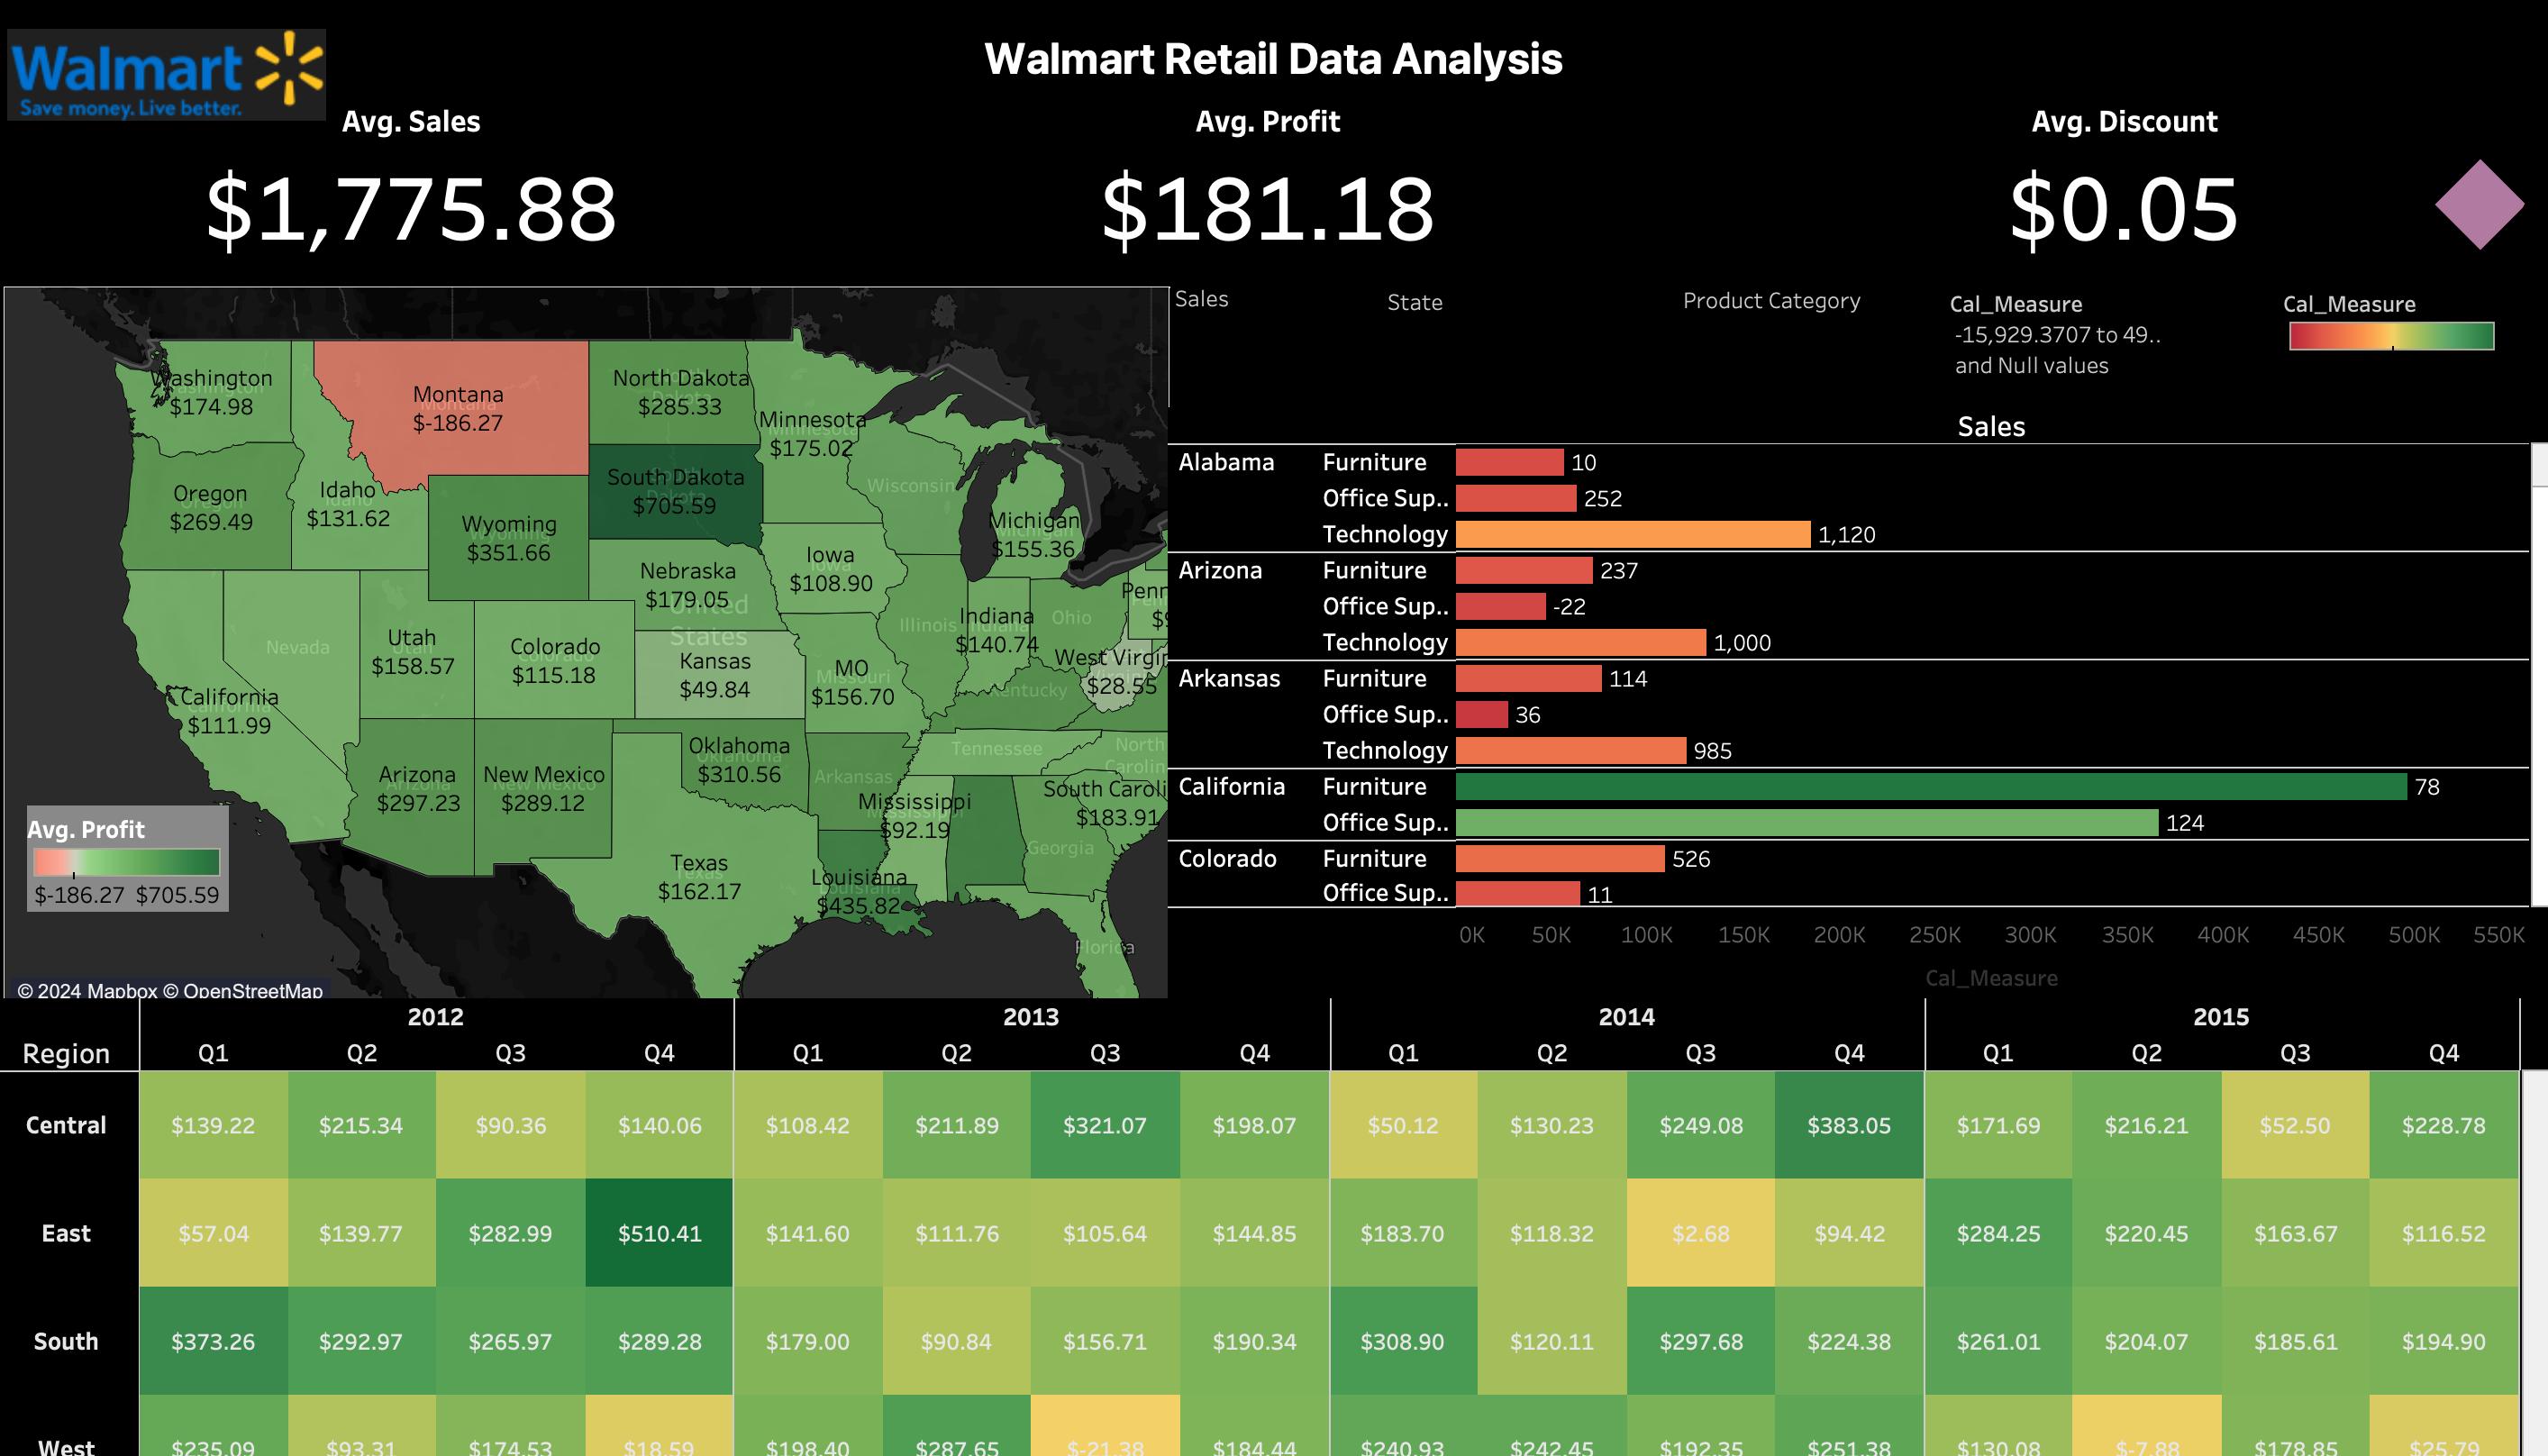 Walmart
Save money. Live better.
Walmart Retail Data Analysis
Avg. Sales
$1,775.88
Avg. Profit
$181.18
Avg. Discount
$0.05
Washington
$174.98
Montana
$-186.27
North Dakota
$285.33
Minnesota
$175.02
Oregon
$269.49
Idaho
$131.62
Wyoming
$351.66
South Dakota
$705.59
Wisconsin
Michigan
$155.36
Nebraska
$179.05
United
States
Iowa
$108.90
Nevada
Utah
$158.57
Colorado
$115.18
Kansas
$49.84
MO
Missouri
$156.70
Illinois
Indiana
$140.74
Ohio
Penn
West Virgin
$28.55
Kentucky
California
$111.99
Arizona
$297.23
New Mexico
$289.12
Oklahoma
$310.56
Arkansas
Tennessee
North
Carolin
Mississippi
$92.19
South Caroli
$183.91
Georgia
Texas
$162.17
Louisiana
$435.82
Florida
Avg. Profit
$-186.27 $705.59
© 2024 Mapbox © OpenStreetMap
Sales State Product Category
Cal_Measure
-15,929.3707 to 49..
and Null values
Cal_Measure
Sales
Alabama Furniture 10
Office Sup.. 252
Technology 1,120
Arizona Furniture 237
Office Sup.. -22
Technology 1,000
Arkansas Furniture 114
Office Sup.. 36
Technology 985
California Furniture 78
Office Sup.. 124
Colorado Furniture 526
Office Sup.. 11
0K 50K 100K 150K 200K 250K 300K 350K 400K 450K 500K 550K
Cal_Measure
2012 2013 2014 2015
Region Q1 Q2 Q3 Q4 Q1 Q2 Q3 Q4 Q1 Q2 Q3 Q4 Q1 Q2 Q3 Q4
Central $139.22 $215.34 $90.36 $140.06 $108.42 $211.89 $321.07 $198.07 $50.12 $130.23 $249.08 $383.05 $171.69 $216.21 $52.50 $228.78
East $57.04 $139.77 $282.99 $510.41 $141.60 $111.76 $105.64 $144.85 $183.70 $118.32 $2.68 $94.42 $284.25 $220.45 $163.67 $116.52
South $373.26 $292.97 $265.97 $289.28 $179.00 $90.84 $156.71 $190.34 $308.90 $120.11 $297.68 $224.38 $261.01 $204.07 $185.61 $194.90
West $235.09 $93.31 $174.53 $18.59 $198.40 $287.65 $-21.38 $184.44 $240.93 $242.45 $192.35 $251.38 $130.08 $-7.88 $178.85 $25.79